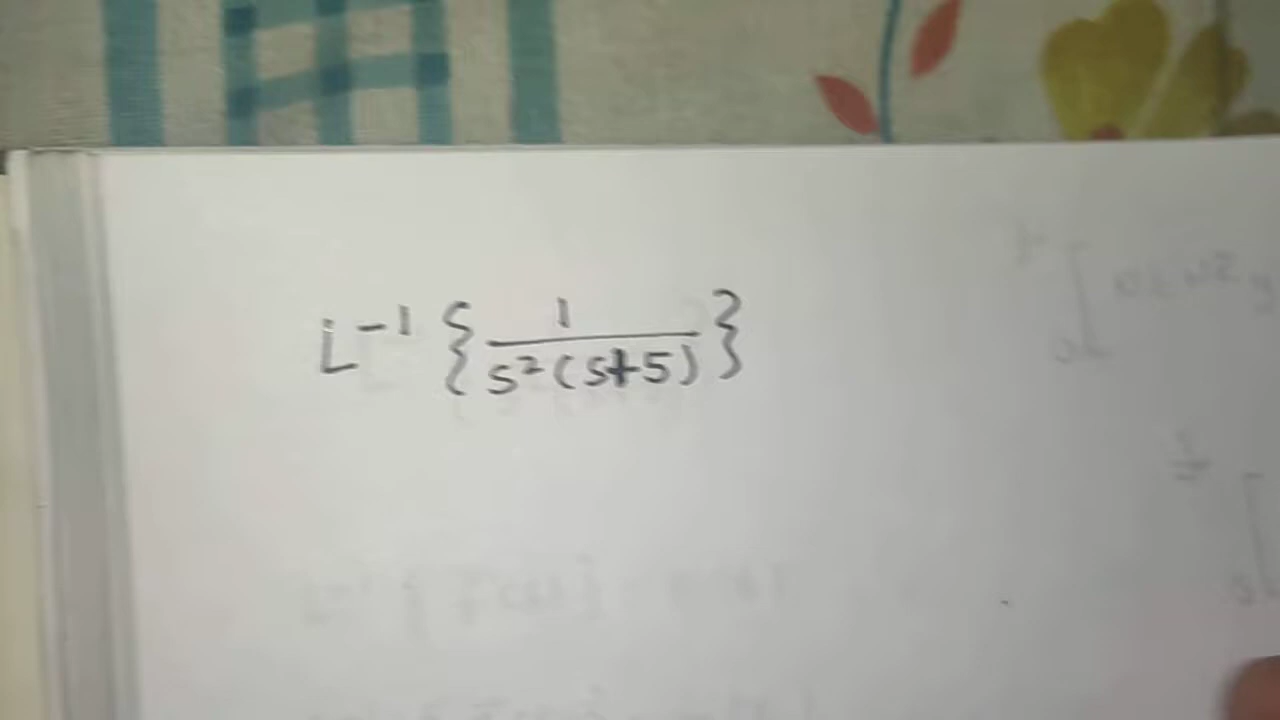 L⁻¹ { 1 / s²(s+5) }